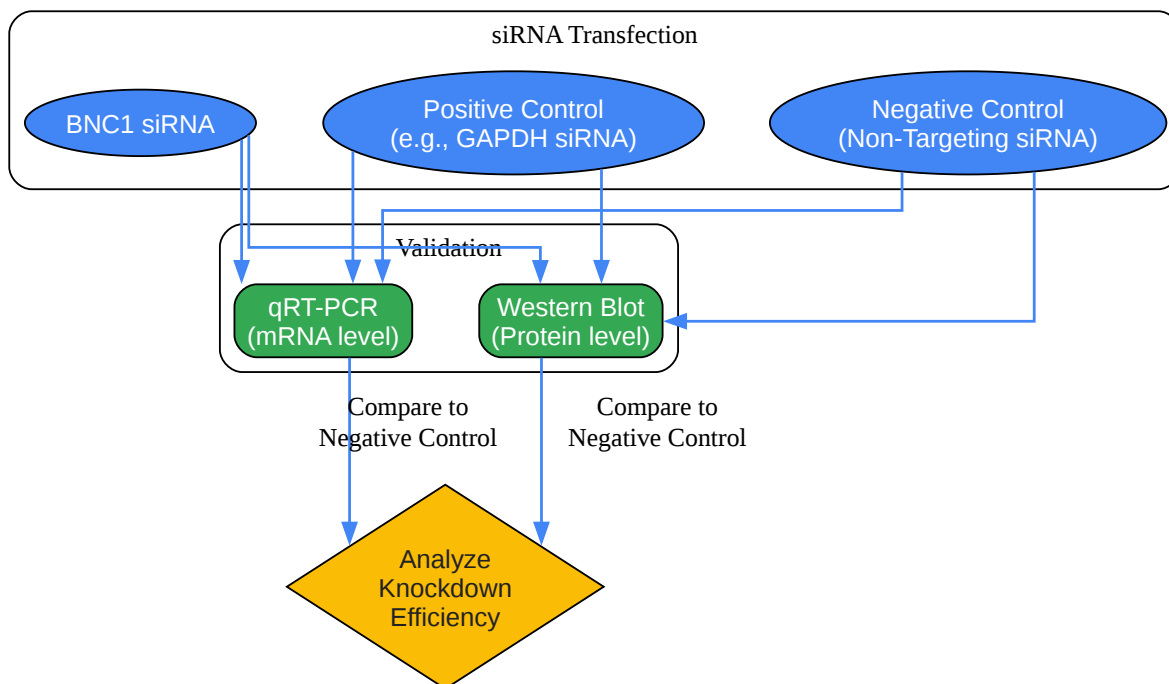 siRNA Transfection
BNC1 siRNA
Positive Control
(e.g., GAPDH siRNA)
Negative Control
(Non-Targeting siRNA)
Validation
qRT-PCR
(mRNA level)
Western Blot
(Protein level)
Compare to
Negative Control
Compare to
Negative Control
Analyze
Knockdown
Efficiency